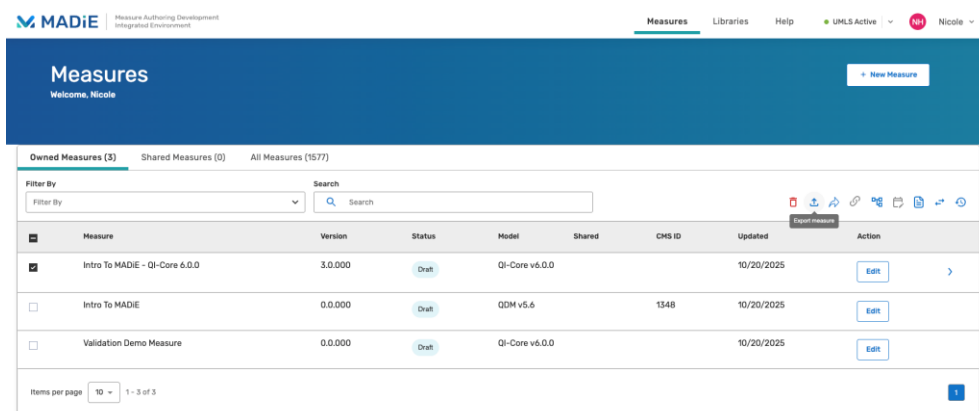 MADiE Measure Authoring Development
Integrated Environment
Measures Libraries Help UMLS Active NH Nicole
Measures
Welcome, Nicole
+ New Measure
Owned Measures (3) Shared Measures (0) All Measures (1577)
Filter By Search
Filter By Search
Export measure
Measure Version Status Model Shared CMS ID Updated Action
Intro To MADiE - QI-Core 6.0.0 3.0.000 Draft QI-Core v6.0.0 10/20/2025 Edit
Intro To MADiE 0.0.000 Draft QDM v5.6 1348 10/20/2025 Edit
Validation Demo Measure 0.0.000 Draft QI-Core v6.0.0 10/20/2025 Edit
Items per page 10 1 - 3 of 3 1